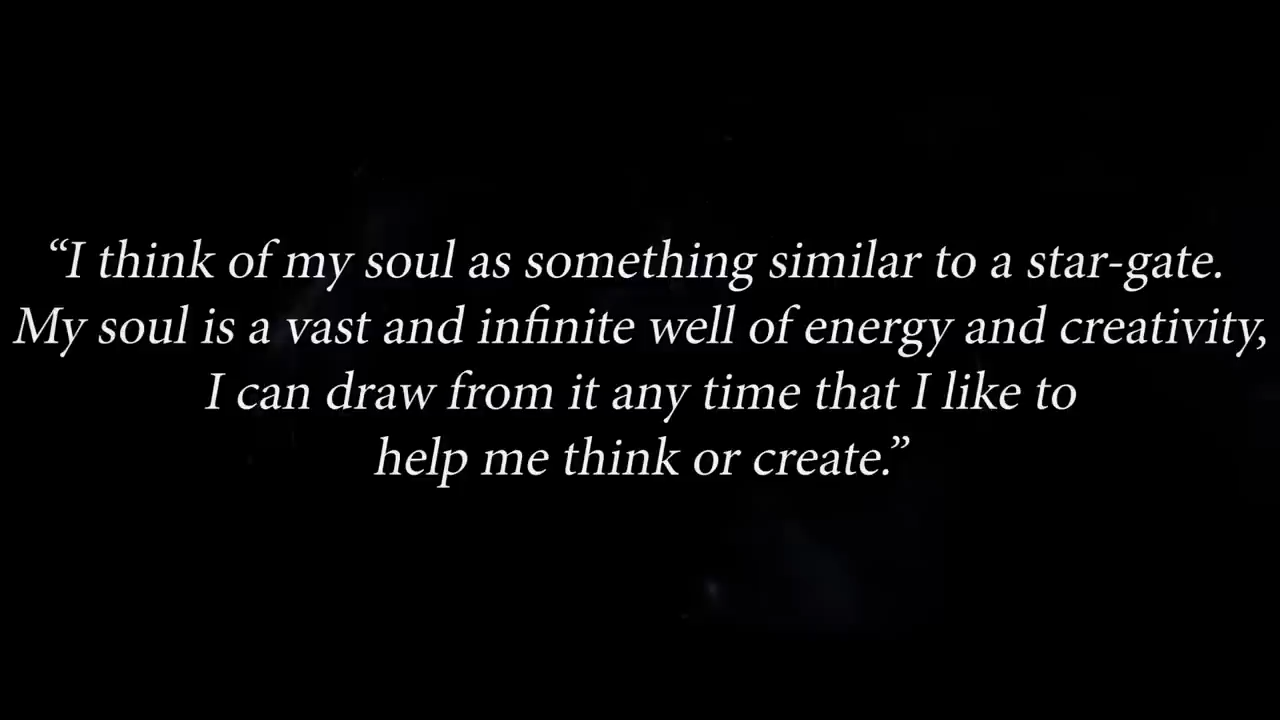 “I think of my soul as something similar to a star-gate.
My soul is a vast and infinite well of energy and creativity,
I can draw from it any time that I like to
help me think or create.”